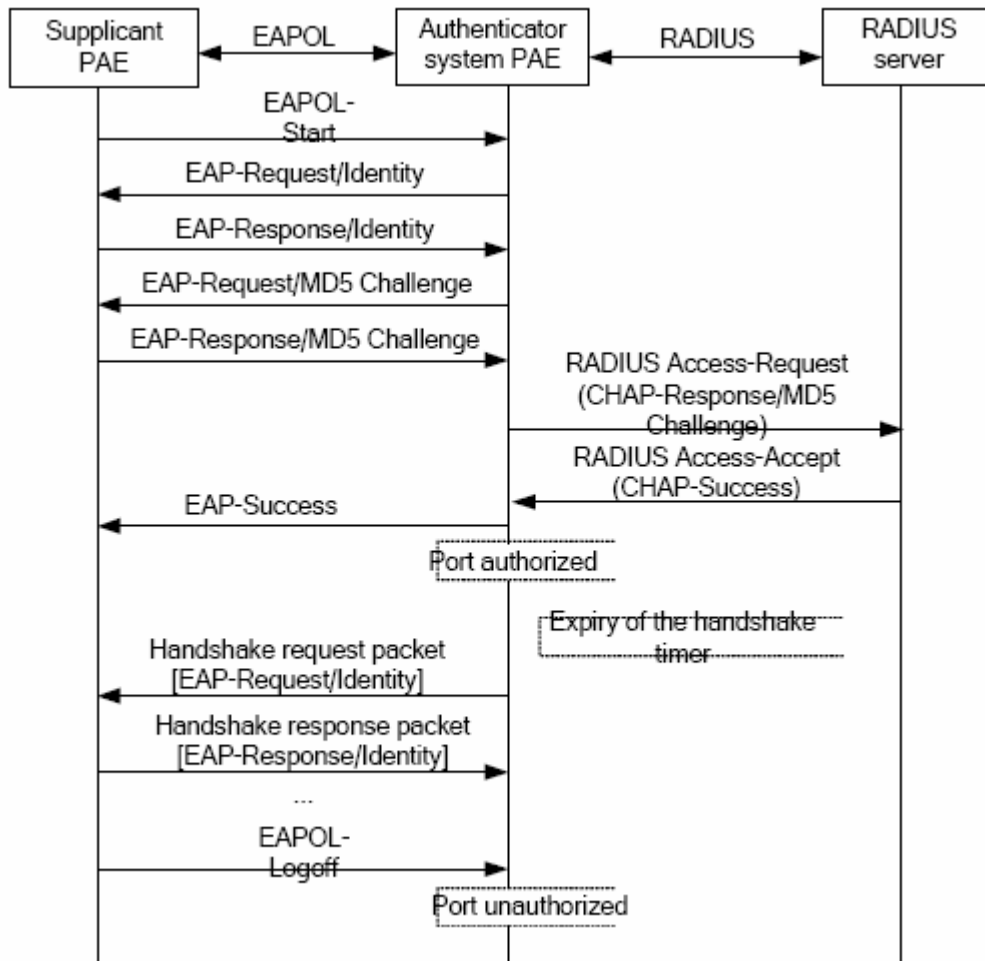 Supplicant
PAE
EAPOL
Authenticator
system PAE
RADIUS
RADIUS
server
EAPOL-
Start
EAP-Request/Identity
EAP-Response/Identity
EAP-Request/MD5 Challenge
EAP-Response/MD5 Challenge
RADIUS Access-Request
(CHAP-Response/MD5
Challenge)
RADIUS Access-Accept
(CHAP-Success)
EAP-Success
Port authorized
Expiry of the handshake
timer
Handshake request packet
[EAP-Request/Identity]
Handshake response packet
[EAP-Response/Identity]
...
EAPOL-
Logoff
Port unauthorized